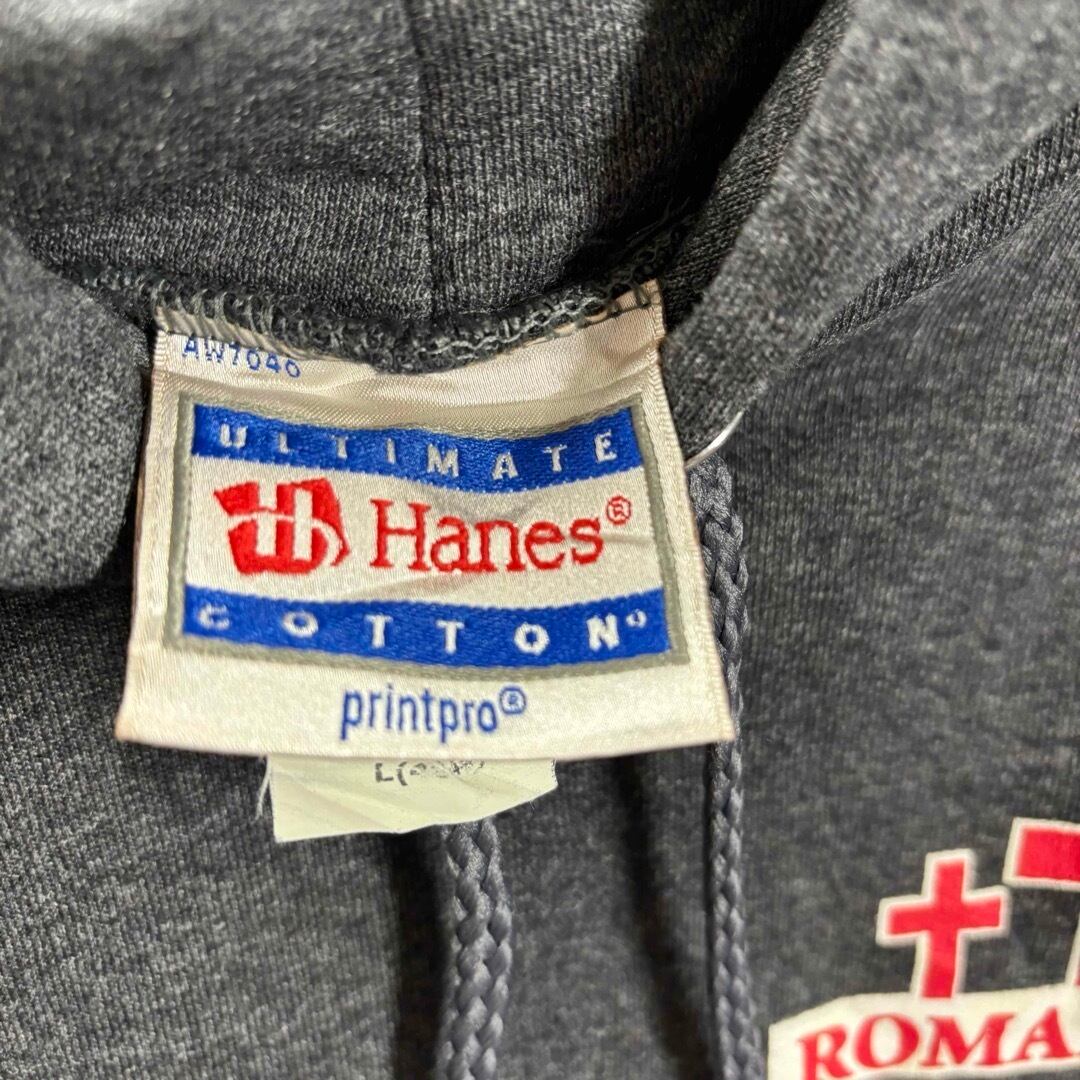 AW7040
ULTIMATE
Hanes®
COTTON
printpro®
L(
ROMA